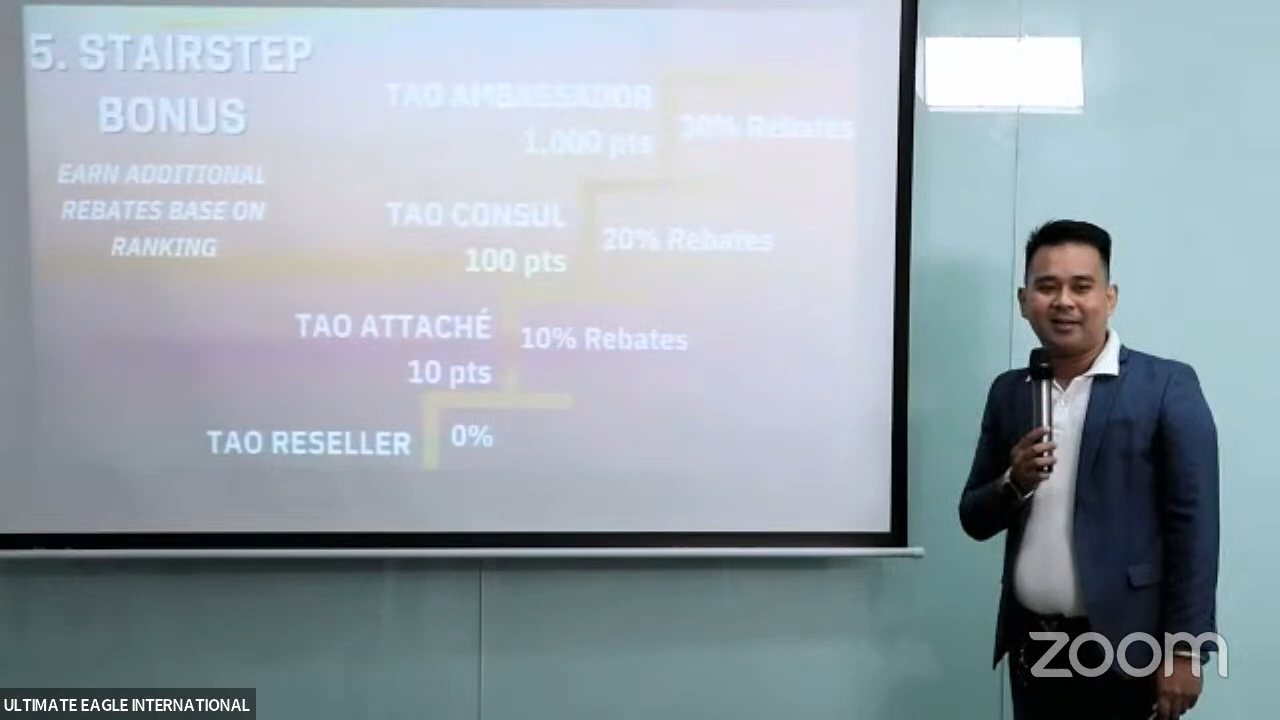 5. STAIRSTEP
BONUS
EARN ADDITIONAL
REBATES BASE ON
RANKING
TAO AMBASSADOR
1,000 pts
30% Rebates
TAO CONSUL
100 pts
20% Rebates
TAO ATTACHÉ
10 pts
10% Rebates
TAO RESELLER
0%
zoom
ULTIMATE EAGLE INTERNATIONAL